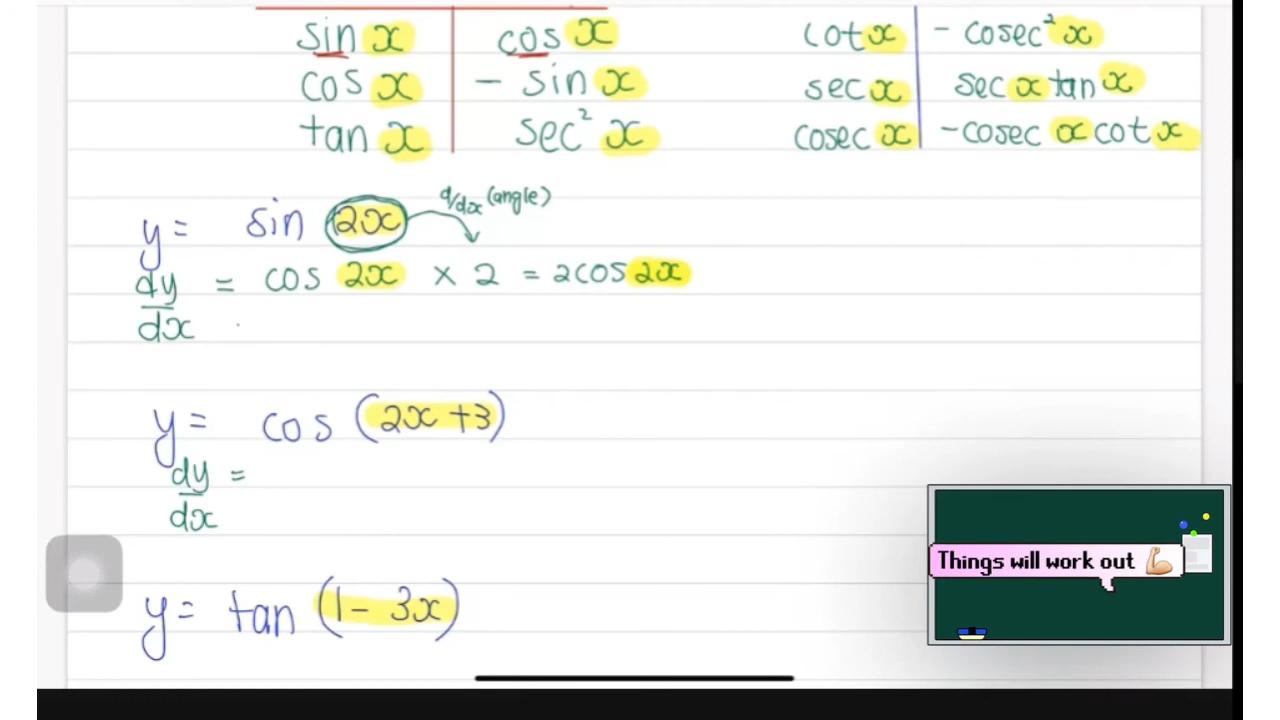 sin x cos x cot x - cosec² x
cos x - sin x sec x sec x tan x
tan x sec² x cosec x -cosec x cot x
d/dx (angle)
y = sin 2x
dy/dx = cos 2x × 2 = 2cos 2x
y = cos (2x +3)
dy/dx =
Things will work out 💪🏼
y = tan (1 - 3x)